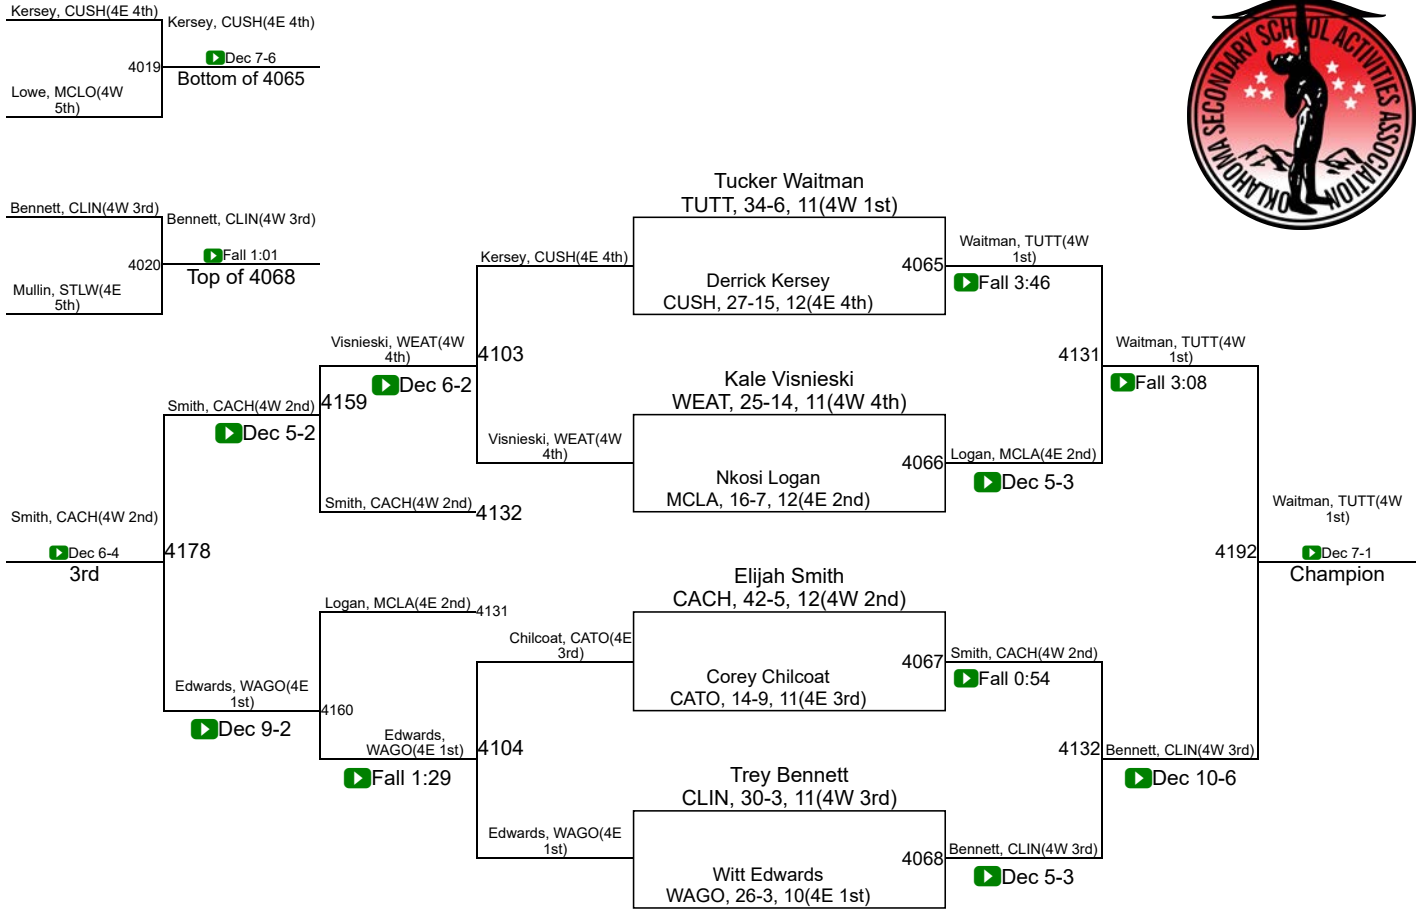 Kersey, CUSH(4E 4th)
Kersey, CUSH(4E 4th)
Dec 7-6
4019
Bottom of 4065
Lowe, MCLO(4W
5th)
OKLAHOMA SECONDARY SCHOOL ACTIVITIES ASSOCIATION
Bennett, CLIN(4W 3rd)
Bennett, CLIN(4W 3rd)
Fall 1:01
4020
Top of 4068
Mullin, STLW(4E
5th)
Tucker Waitman
TUTT, 34-6, 11(4W 1st)
Kersey, CUSH(4E 4th)
4065
Derrick Kersey
CUSH, 27-15, 12(4E 4th)
Waitman, TUTT(4W
1st)
Fall 3:46
Visnieski, WEAT(4W
4th)
4103
Dec 6-2
Kale Visnieski
WEAT, 25-14, 11(4W 4th)
4131
Waitman, TUTT(4W
1st)
Fall 3:08
Smith, CACH(4W 2nd)
4159
Dec 5-2
Visnieski, WEAT(4W
4th)
4066
Nkosi Logan
MCLA, 16-7, 12(4E 2nd)
Logan, MCLA(4E 2nd)
Dec 5-3
Smith, CACH(4W 2nd)
4132
Smith, CACH(4W 2nd)
Dec 6-4
4178
3rd
4192
Waitman, TUTT(4W
1st)
Dec 7-1
Champion
Elijah Smith
CACH, 42-5, 12(4W 2nd)
Logan, MCLA(4E 2nd)
4131
Chilcoat, CATO(4E
3rd)
4067
Corey Chilcoat
CATO, 14-9, 11(4E 3rd)
Smith, CACH(4W 2nd)
Fall 0:54
Edwards, WAGO(4E
1st)
4160
Dec 9-2
Edwards,
WAGO(4E 1st)
4104
Fall 1:29
4132
Bennett, CLIN(4W 3rd)
Dec 10-6
Trey Bennett
CLIN, 30-3, 11(4W 3rd)
Edwards, WAGO(4E
1st)
4068
Witt Edwards
WAGO, 26-3, 10(4E 1st)
Bennett, CLIN(4W 3rd)
Dec 5-3